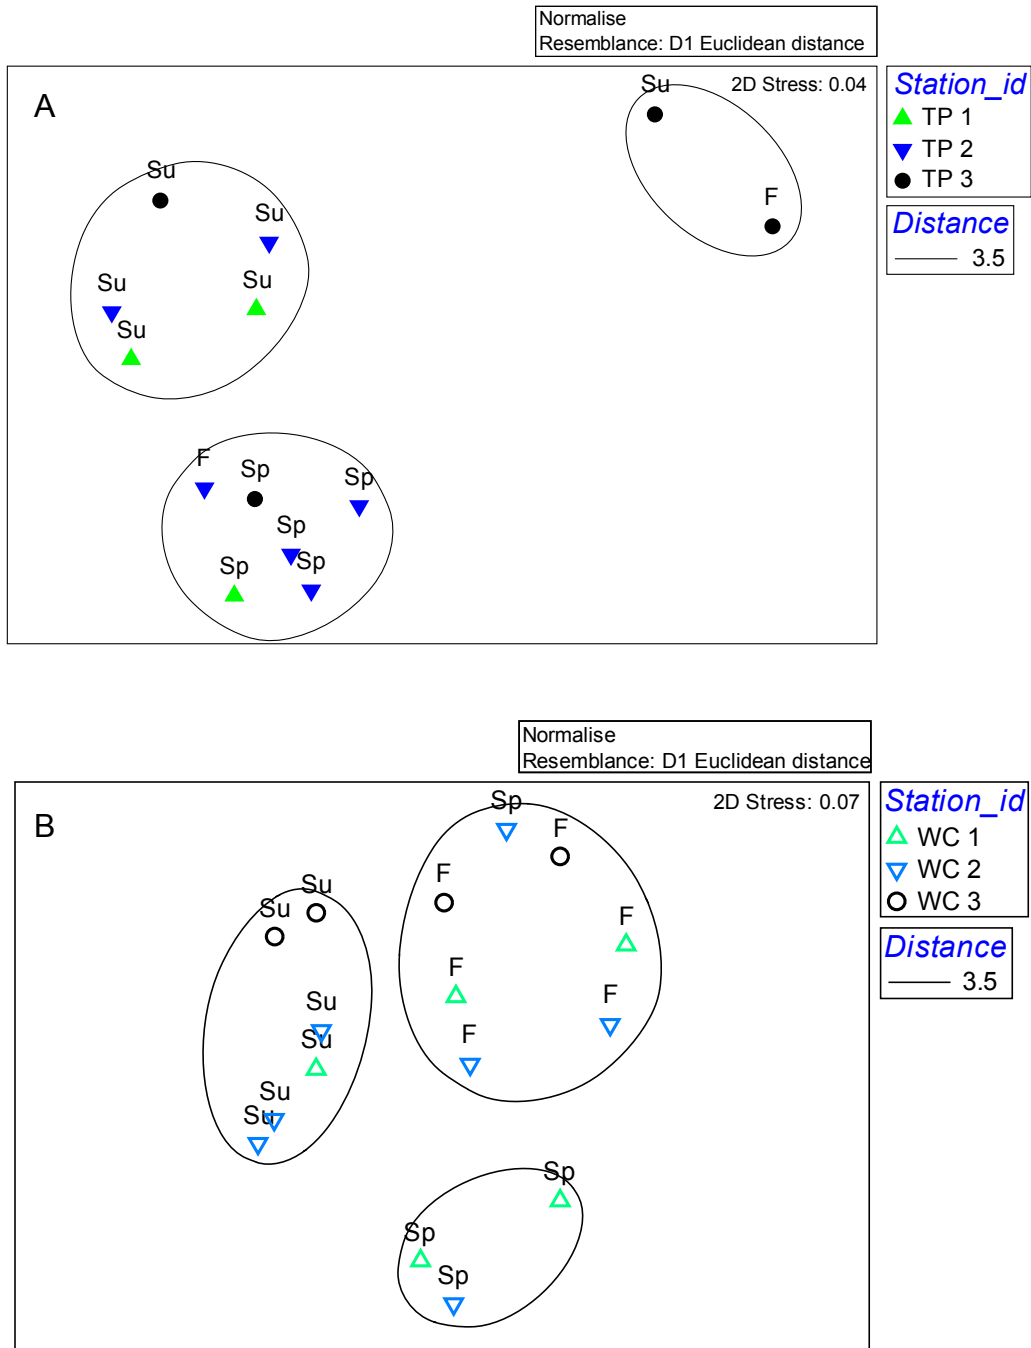 Normalise
Resemblance: D1 Euclidean distance
A
2D Stress: 0.04
Station_id
TP 1
TP 2
TP 3
Distance
3.5
Su
F
Su
Su
Su
Su
Su
F
Sp
Sp
Sp
Sp
Sp
Normalise
Resemblance: D1 Euclidean distance
B
2D Stress: 0.07
Station_id
WC 1
WC 2
WC 3
Distance
3.5
Sp
F
F
Su
Su
F
F
F
F
Su
Su
Su
Su
Sp
Sp
Sp